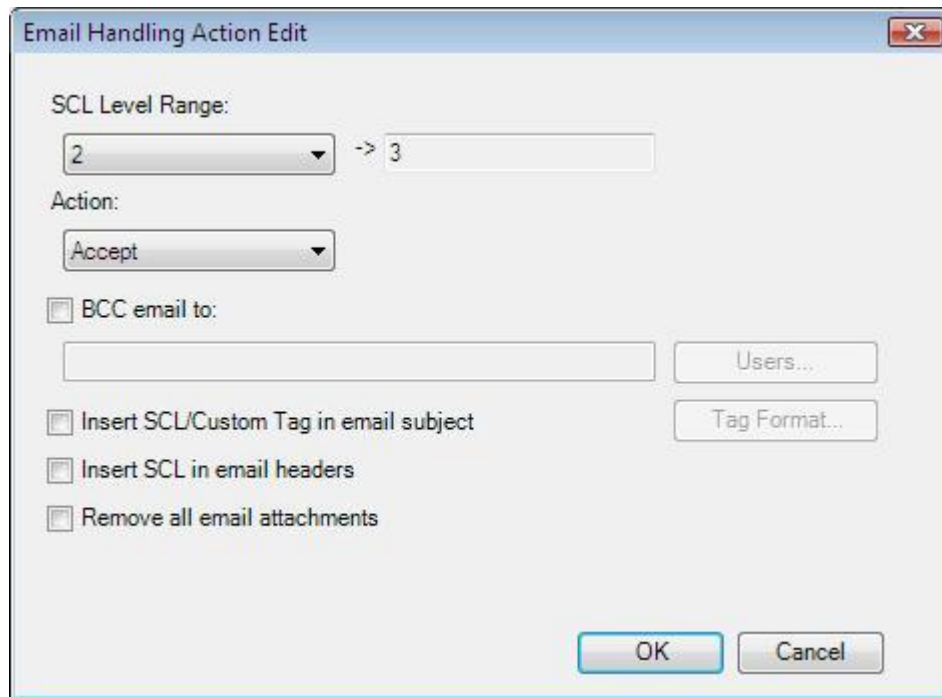 Email Handling Action Edit
SCL Level Range:
2 -> 3
Action:
Accept
BCC email to:
Users...
Insert SCL/Custom Tag in email subject Tag Format...
Insert SCL in email headers
Remove all email attachments
OK Cancel